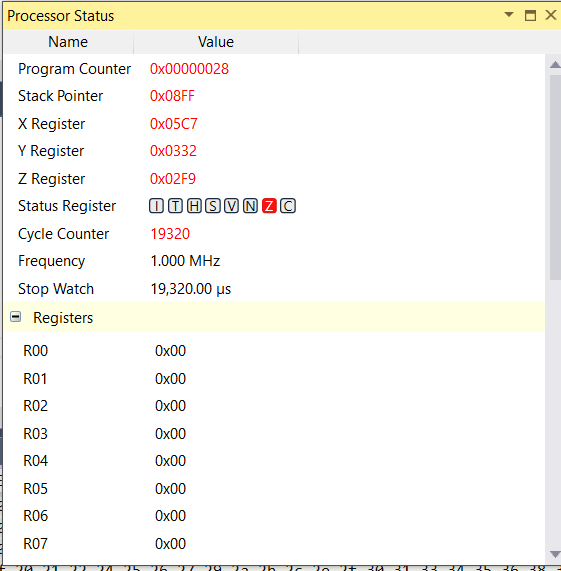 Processor Status
Name Value
Program Counter 0x00000028
Stack Pointer 0x08FF
X Register 0x05C7
Y Register 0x0332
Z Register 0x02F9
Status Register I T H S V N Z C
Cycle Counter 19320
Frequency 1.000 MHz
Stop Watch 19,320.00 µs
Registers
R00 0x00
R01 0x00
R02 0x00
R03 0x00
R04 0x00
R05 0x00
R06 0x00
R07 0x00